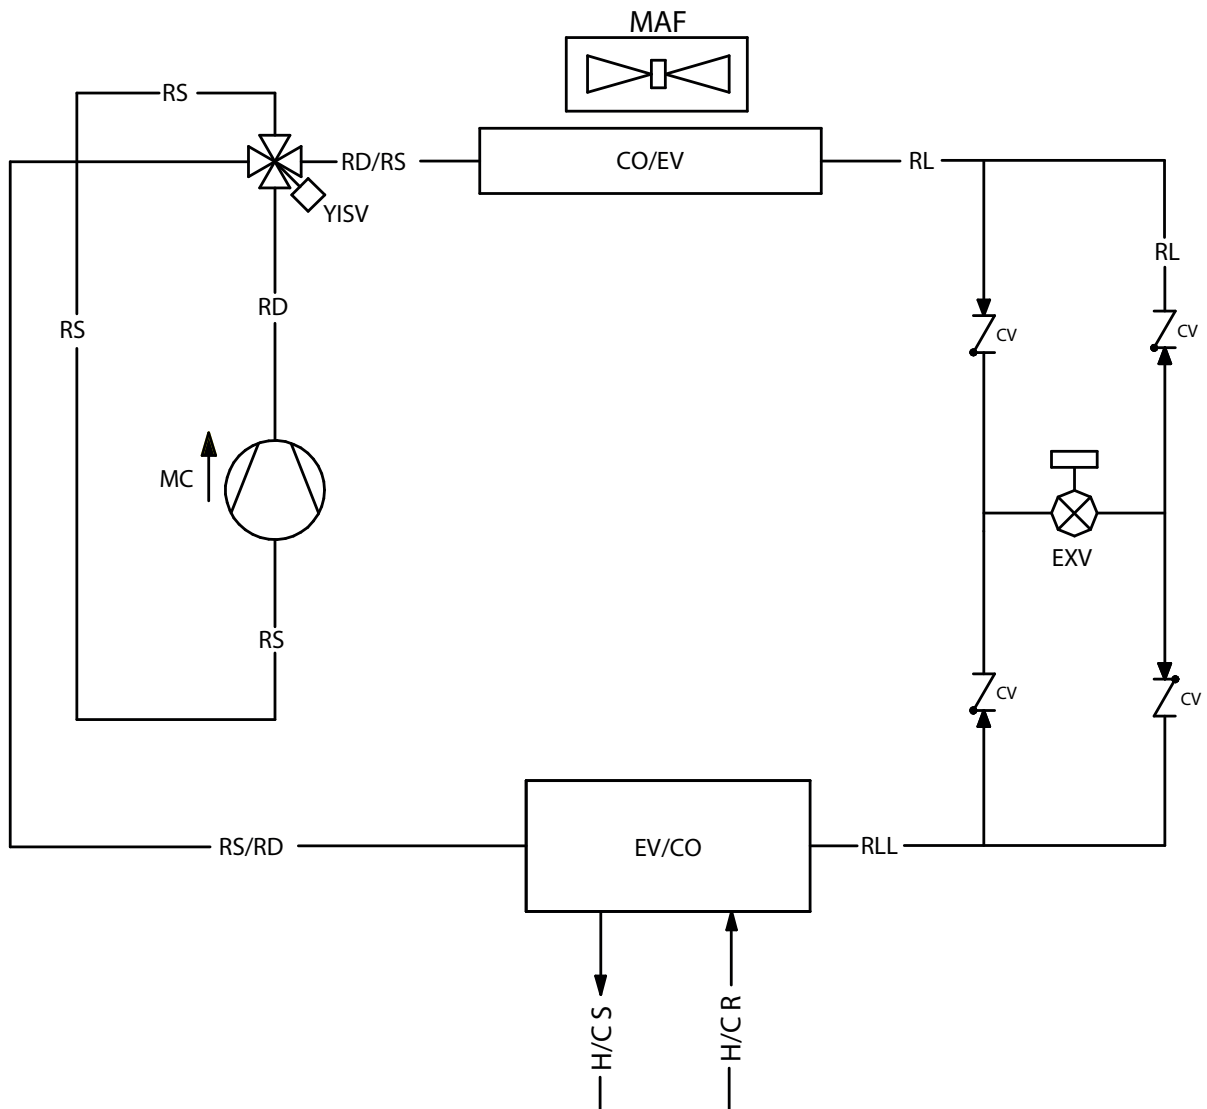 MAF
RS
RD/RS
CO/EV
RL
YISV
RL
RD
RS
CV
CV
MC
EXV
RS
CV
CV
RS/RD
EV/CO
RLL
H/C S
H/C R